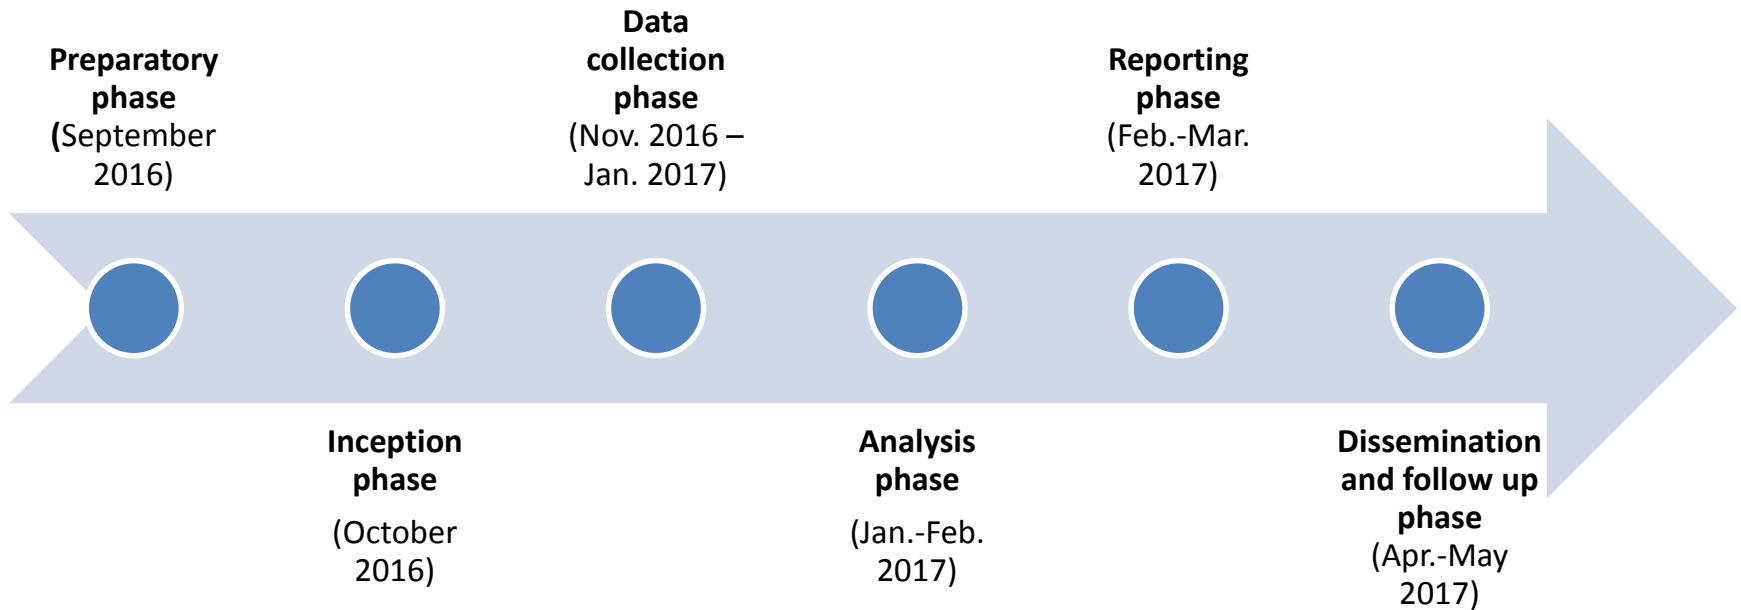 Preparatory
phase
(September
2016)
Inception
phase
(October
2016)
Data
collection
phase
(Nov. 2016 –
Jan. 2017)
Analysis
phase
(Jan.-Feb.
2017)
Reporting
phase
(Feb.-Mar.
2017)
Dissemination
and follow up
phase
(Apr.-May
2017)